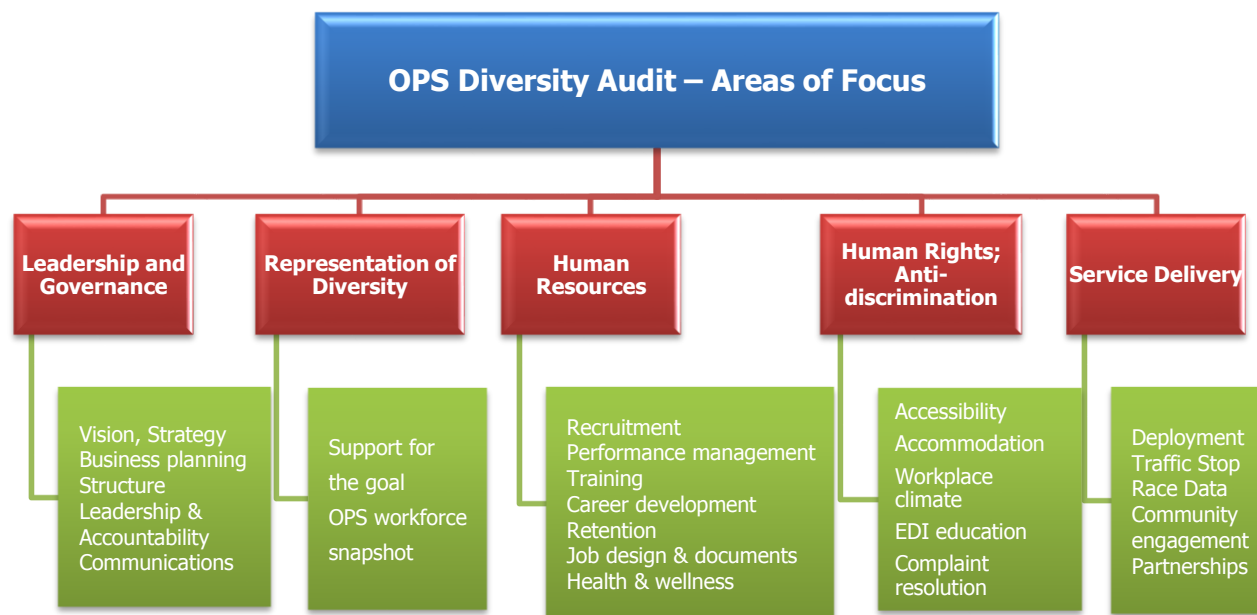 OPS Diversity Audit – Areas of Focus
Leadership and
Governance
Representation of
Diversity
Human
Resources
Human Rights;
Anti-
discrimination
Service Delivery
Vision, Strategy
Business planning
Structure
Leadership &
Accountability
Communications
Support for
the goal
OPS workforce
snapshot
Recruitment
Performance management
Training
Career development
Retention
Job design & documents
Health & wellness
Accessibility
Accommodation
Workplace
climate
EDI education
Complaint
resolution
Deployment
Traffic Stop
Race Data
Community
engagement
Partnerships